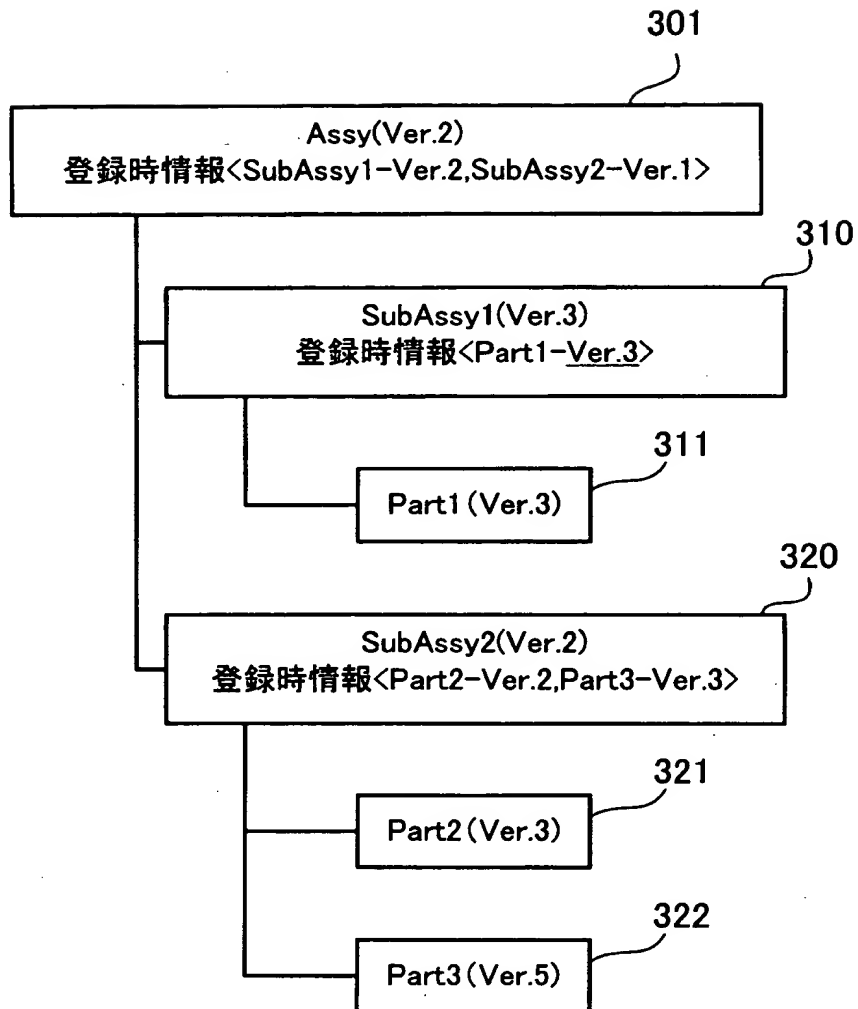 301
Assy(Ver.2)
登録時情報<SubAssy1-Ver.2,SubAssy2-Ver.1>
310
SubAssy1(Ver.3)
登録時情報<Part1-Ver.3>
311
Part1(Ver.3)
320
SubAssy2(Ver.2)
登録時情報<Part2-Ver.2,Part3-Ver.3>
321
Part2(Ver.3)
322
Part3(Ver.5)